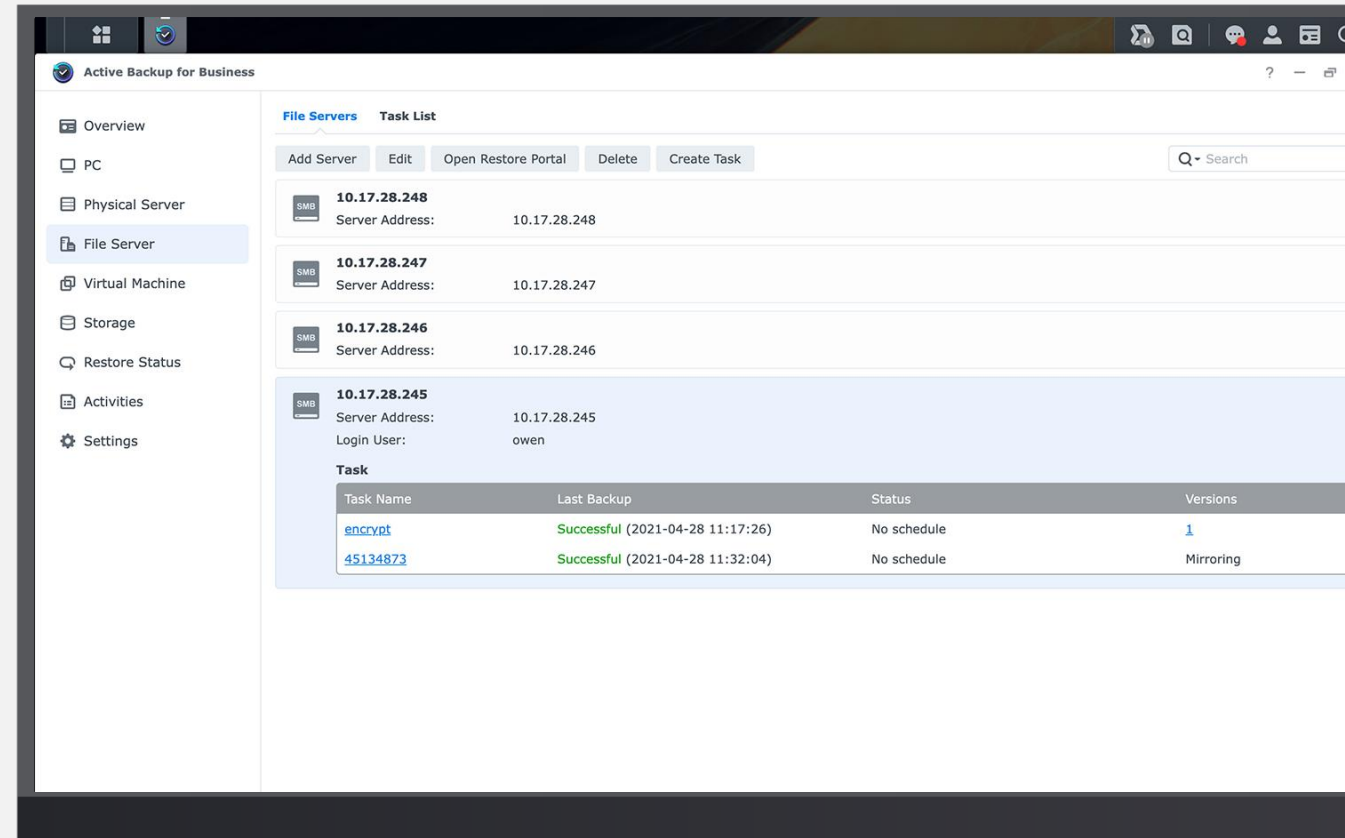 Active Backup for Business
?
Overview
PC
Physical Server
File Server
Virtual Machine
Storage
Restore Status
Activities
Settings
File Servers Task List
Add Server Edit Open Restore Portal Delete Create Task Search
SMB
10.17.28.248
Server Address: 10.17.28.248
SMB
10.17.28.247
Server Address: 10.17.28.247
SMB
10.17.28.246
Server Address: 10.17.28.246
SMB
10.17.28.245
Server Address: 10.17.28.245
Login User: owen
Task
Task Name Last Backup Status Versions
encrypt Successful (2021-04-28 11:17:26) No schedule 1
45134873 Successful (2021-04-28 11:32:04) No schedule Mirroring